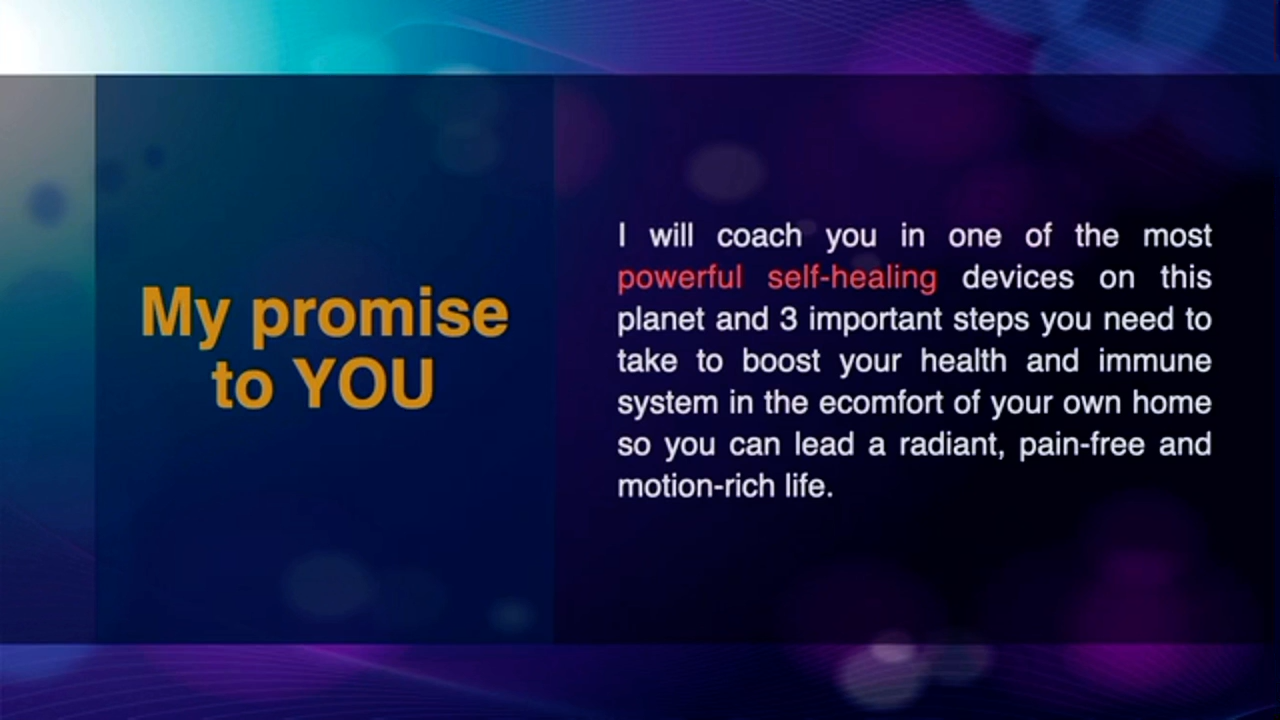 My promise
to YOU
I will coach you in one of the most
powerful self-healing devices on this
planet and 3 important steps you need to
take to boost your health and immune
system in the ecomfort of your own home
so you can lead a radiant, pain-free and
motion-rich life.